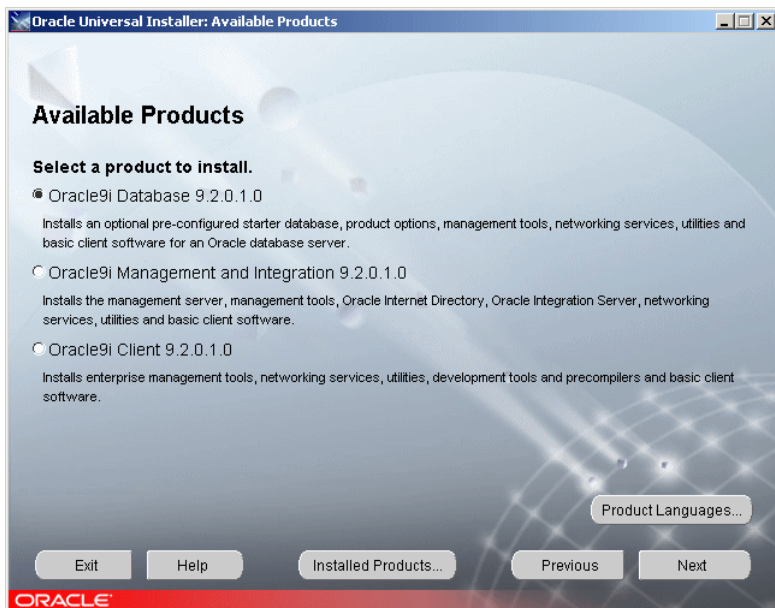 Oracle Universal Installer: Available Products
Available Products
Select a product to install.
Oracle9i Database 9.2.0.1.0
Installs an optional pre-configured starter database, product options, management tools, networking services, utilities and
basic client software for an Oracle database server.
Oracle9i Management and Integration 9.2.0.1.0
Installs the management server, management tools, Oracle Internet Directory, Oracle Integration Server, networking
services, utilities and basic client software.
Oracle9i Client 9.2.0.1.0
Installs enterprise management tools, networking services, utilities, development tools and precompilers and basic client
software.
Product Languages...
Exit Help Installed Products... Previous Next
ORACLE